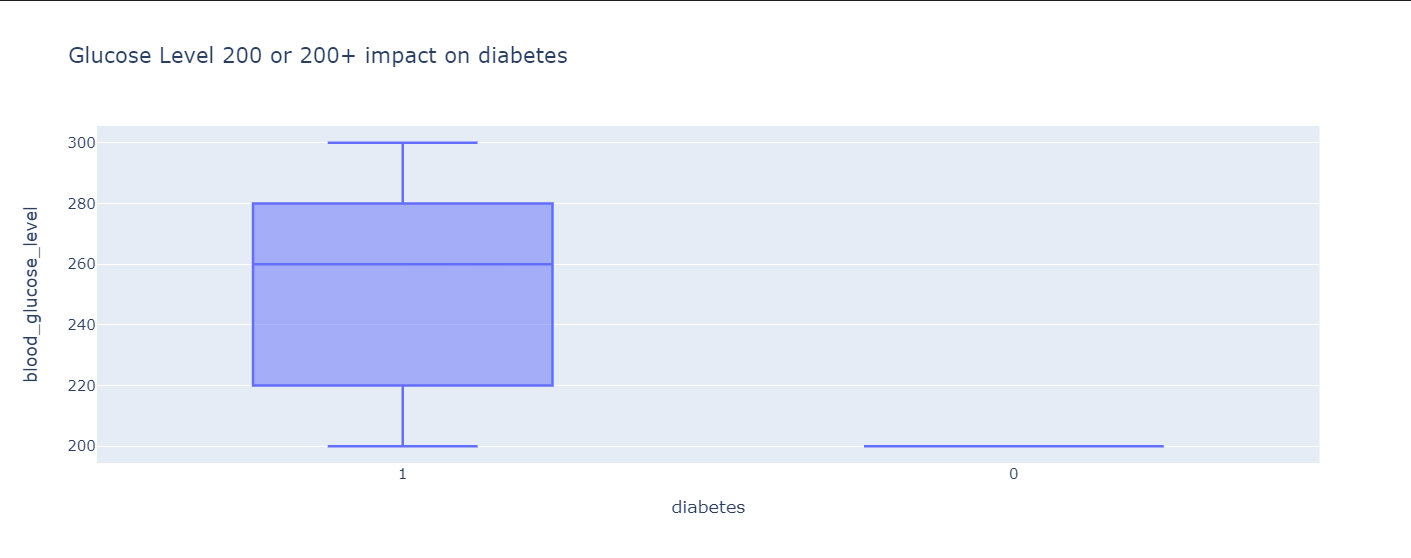 Glucose Level 200 or 200+ impact on diabetes
300
280
260
240
220
200
blood_glucose_level
1 0
diabetes